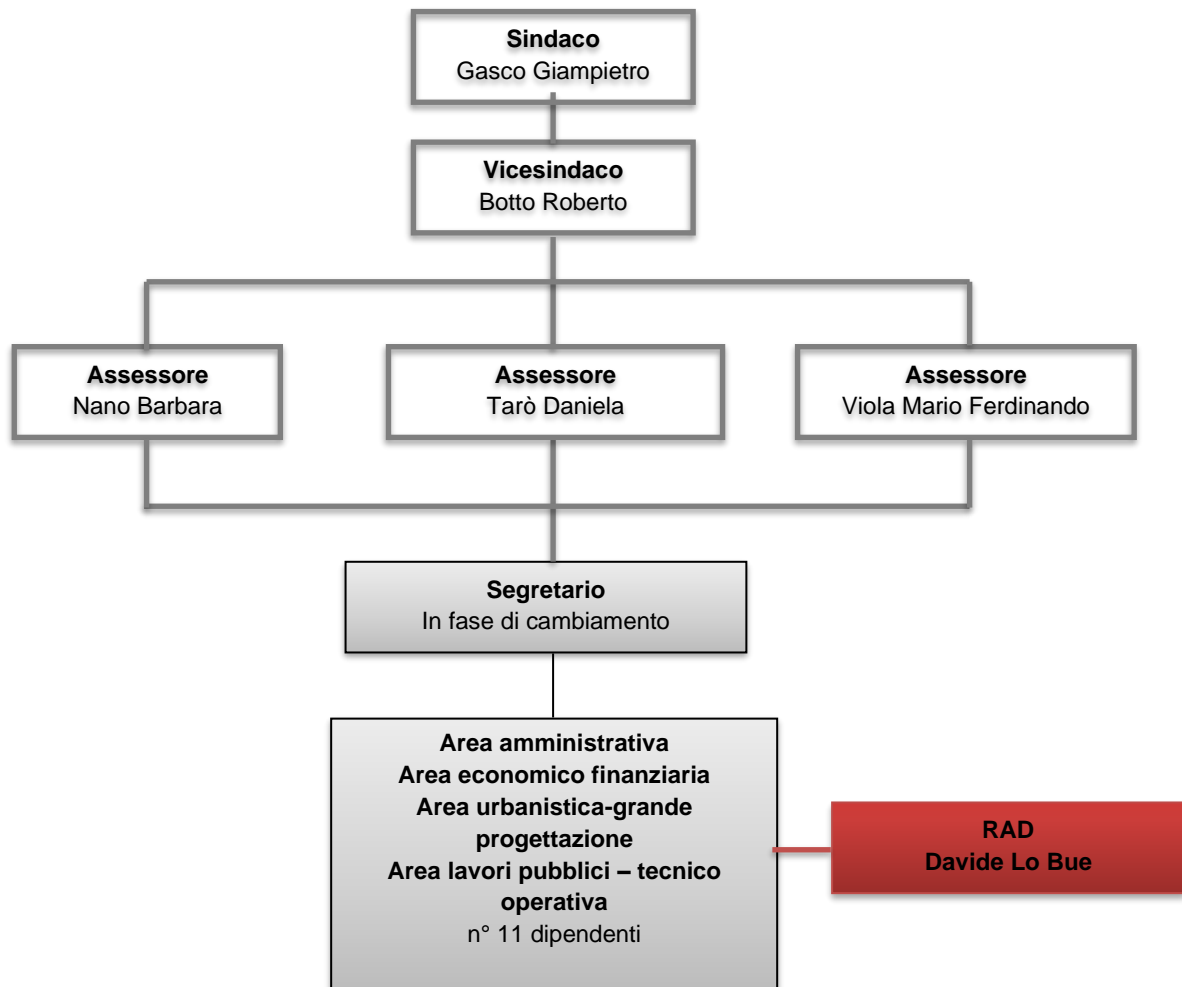 Sindaco
Gasco Giampietro
Vicesindaco
Botto Roberto
Assessore
Nano Barbara
Assessore
Tarò Daniela
Assessore
Viola Mario Ferdinando
Segretario
In fase di cambiamento
Area amministrativa
Area economico finanziaria
Area urbanistica-grande
progettazione
Area lavori pubblici – tecnico
operativa
n° 11 dipendenti
RAD
Davide Lo Bue